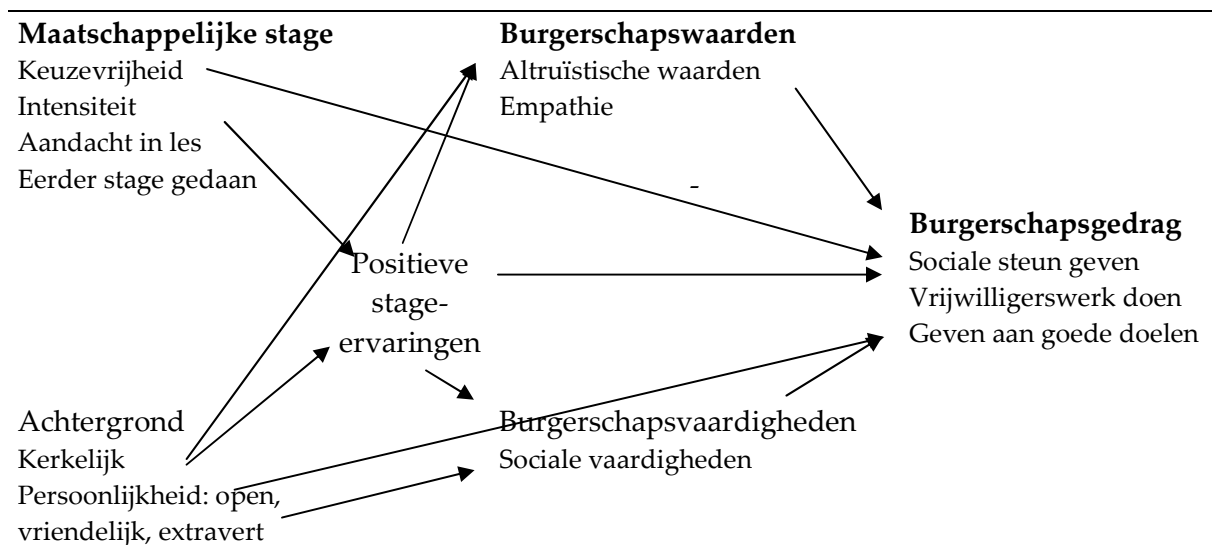 Maatschappelijke stage
Keuzevrijheid
Intensiteit
Aandacht in les
Eerder stage gedaan
Burgerschapswaarden
Altruïstische waarden
Empathie
-
Burgerschapsgedrag
Sociale steun geven
Vrijwilligerswerk doen
Geven aan goede doelen
Positieve
stage-
ervaringen
Achtergrond
Kerkelijk
Persoonlijkheid: open,
vriendelijk, extravert
Burgerschapsvaardigheden
Sociale vaardigheden